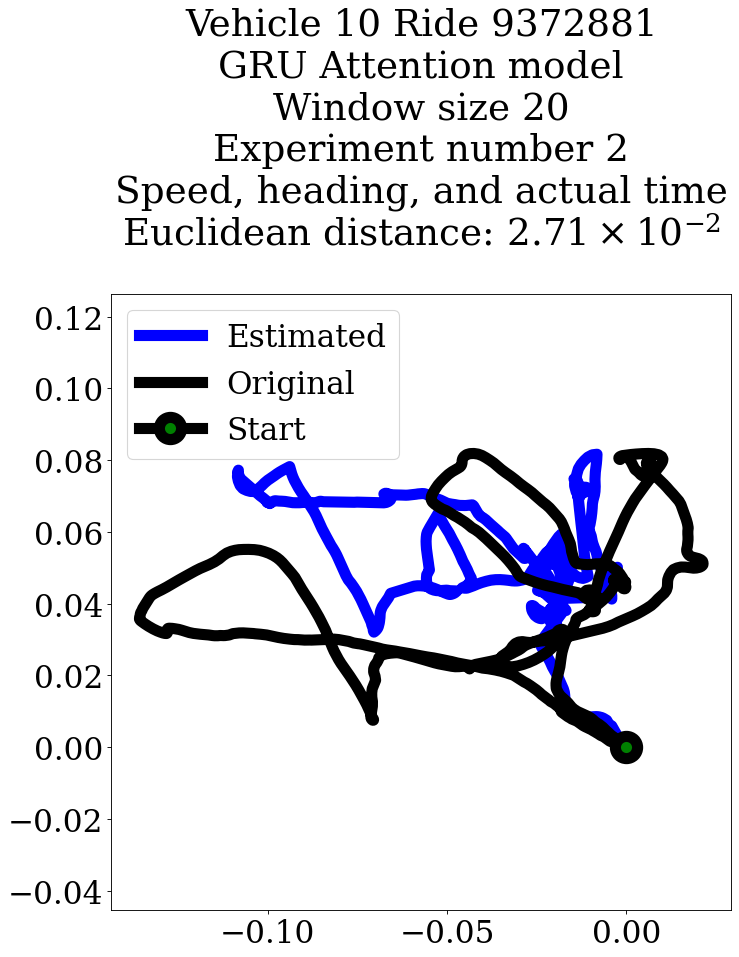 Vehicle 10 Ride 9372881
GRU Attention model
Window size 20
Experiment number 2
Speed, heading, and actual time
Euclidean distance: 2.71 × 10⁻²
Estimated
Original
Start
0.12
0.10
0.08
0.06
0.04
0.02
0.00
−0.02
−0.04
−0.10
−0.05
0.00